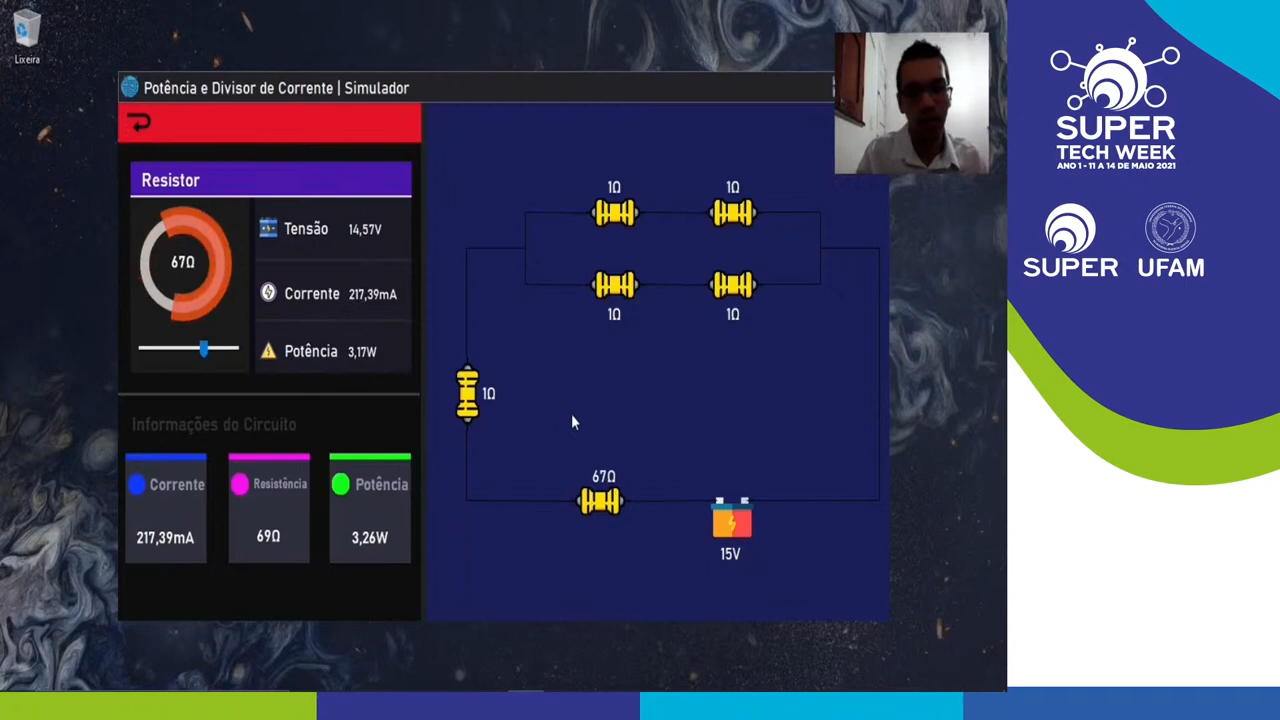 Lixeira
Potência e Divisor de Corrente | Simulador
Resistor
67Ω
Tensão 14,57V
Corrente 217,39mA
Potência 3,17W
Informações do Circuito
Corrente
217,39mA
Resistência
69Ω
Potência
3,26W
1Ω
1Ω
1Ω
1Ω
1Ω
67Ω
15V
SUPER
TECH WEEK
ANO 1 - 11 A 14 DE MAIO 2021
SUPER
UFAM